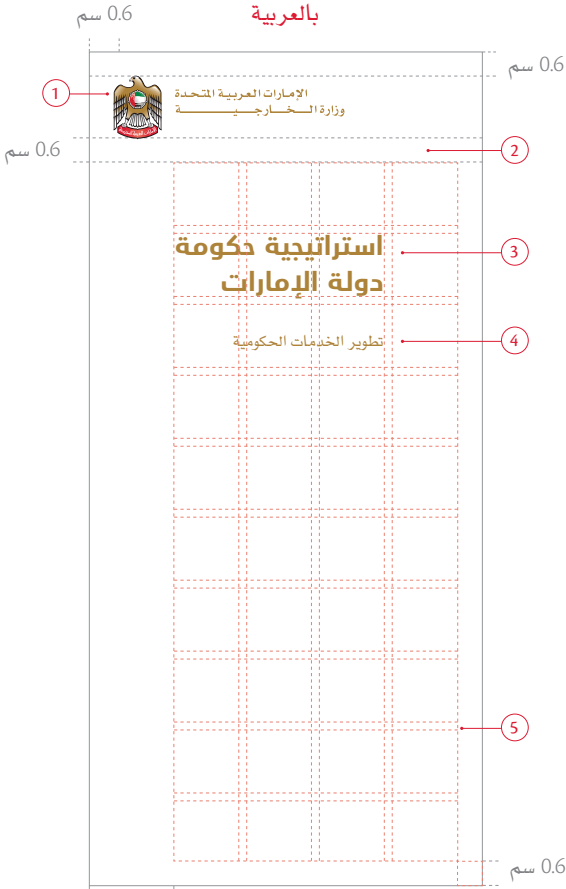 بالعربية
0.6 سم
0.6 سم
1
الإمارات العربية المتحدة
وزارة الـــخـــارجـــيـــــــة
0.6 سم
2
استراتيجية حكومة
دولة الإمارات
3
تطوير الخدمات الحكومية
4
5
0.6 سم